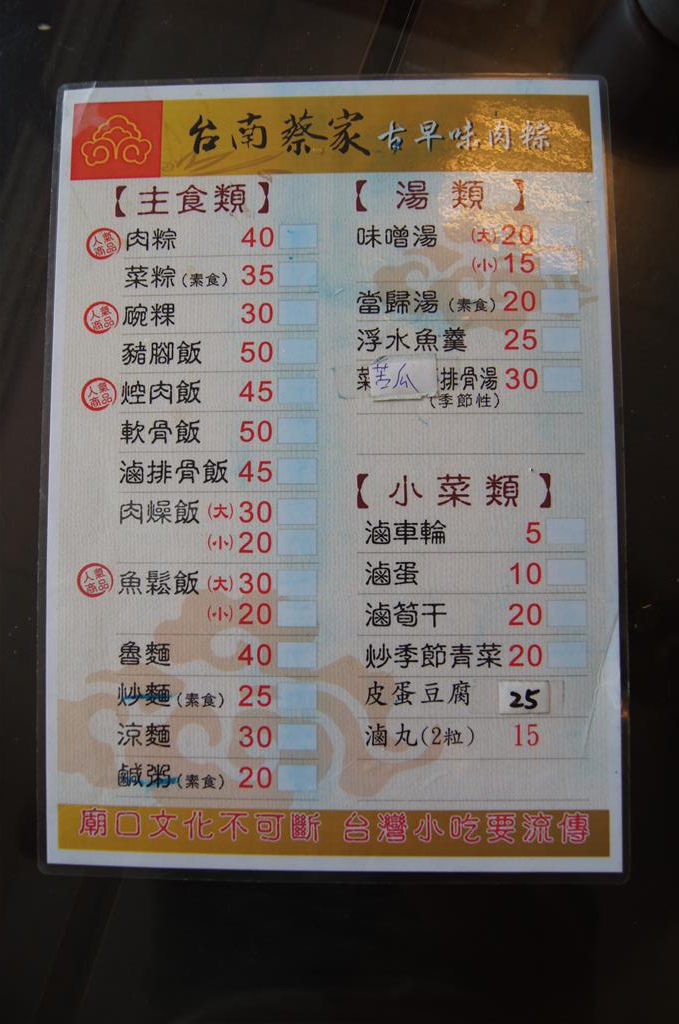 台南蔡家 古早味肉粽
【主食類】
人氣商品 肉粽 40
菜粽(素食) 35
人氣商品 碗粿 30
豬腳飯 50
人氣商品 焢肉飯 45
軟骨飯 50
滷排骨飯 45
肉燥飯 (大) 30
(小) 20
人氣商品 魚鬆飯 (大) 30
(小) 20
魯麵 40
炒麵(素食) 25
涼麵 30
鹹粥(素食) 20
【湯類】
味噌湯 (大) 20
(小) 15
當歸湯(素食) 20
浮水魚羹 25
菜苦瓜排骨湯 30
(季節性)
【小菜類】
滷車輪 5
滷蛋 10
滷筍干 20
炒季節青菜 20
皮蛋豆腐 25
滷丸(2粒) 15
廟口文化不可斷 台灣小吃要流傳